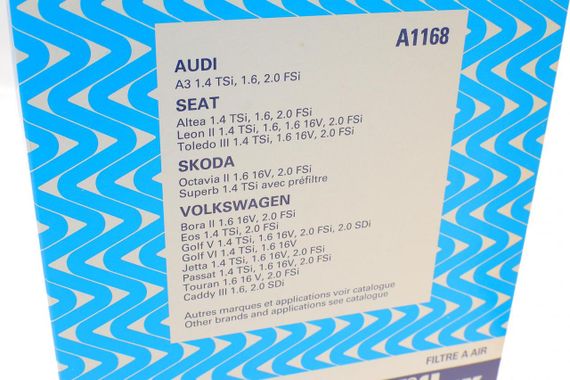 A1168
AUDI
A3 1.4 TSi, 1.6, 2.0 FSi
SEAT
Altea 1.4 TSi, 1.6, 2.0 FSi
Leon II 1.4 TSi, 1.6, 1.6 16V, 2.0 FSi
Toledo III 1.4 TSi, 1.6 16V, 2.0 FSi
SKODA
Octavia II 1.6 16V, 2.0 FSi
Superb 1.4 TSi avec préfiltre
VOLKSWAGEN
Bora II 1.6 16V, 2.0 FSi
Eos 1.4 TSi, 2.0 FSi
Golf V 1.4 TSi, 1.6 16V, 2.0 FSi, 2.0 SDi
Golf VI 1.4 TSi, 1.6 16V
Jetta 1.4 TSi, 1.6 16V, 2.0 FSi
Passat 1.4 TSi, 1.6 16V, 2.0 FSi
Touran 1.6 16 V, 2.0 FSi
Caddy III 1.6, 2.0 SDi
Autres marques et applications voir catalogue
Other brands and applications see catalogue
FILTRE A AIR